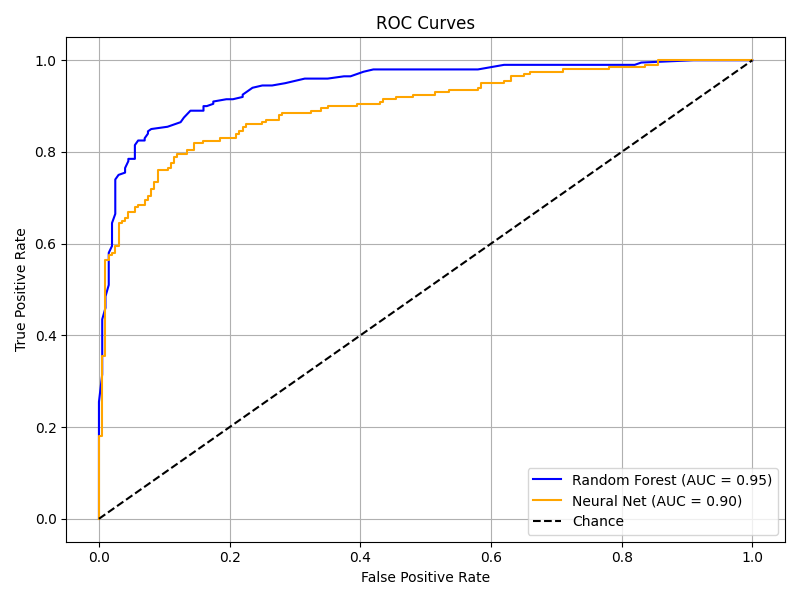 ROC Curves
1.0
0.8
0.6
0.4
0.2
0.0
True Positive Rate
Random Forest (AUC = 0.95)
Neural Net (AUC = 0.90)
Chance
0.0 0.2 0.4 0.6 0.8 1.0
False Positive Rate